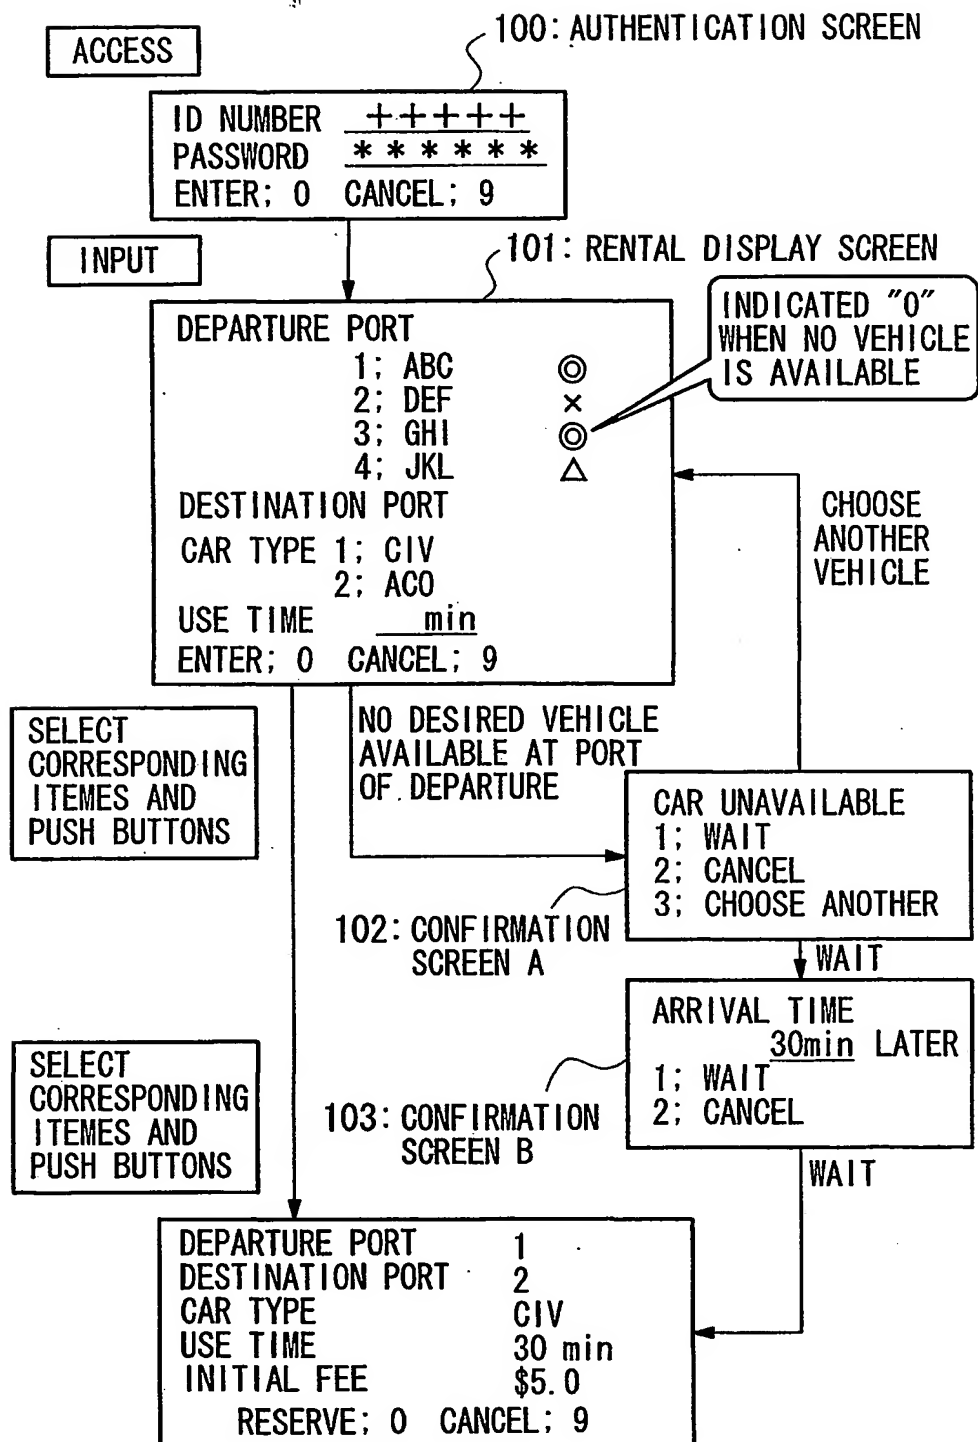 ACCESS
100: AUTHENTICATION SCREEN
ID NUMBER +++++
PASSWORD ******
ENTER; 0 CANCEL; 9
INPUT
101: RENTAL DISPLAY SCREEN
DEPARTURE PORT
1; ABC ◎
2; DEF ×
3; GHI ◎
4; JKL △
DESTINATION PORT
CAR TYPE 1; CIV
2; ACO
USE TIME min
ENTER; 0 CANCEL; 9
INDICATED "0"
WHEN NO VEHICLE
IS AVAILABLE
CHOOSE
ANOTHER
VEHICLE
SELECT
CORRESPONDING
ITEMES AND
PUSH BUTTONS
NO DESIRED VEHICLE
AVAILABLE AT PORT
OF DEPARTURE
CAR UNAVAILABLE
1; WAIT
2; CANCEL
3; CHOOSE ANOTHER
102: CONFIRMATION
SCREEN A
WAIT
ARRIVAL TIME
30min LATER
1; WAIT
2; CANCEL
103: CONFIRMATION
SCREEN B
WAIT
SELECT
CORRESPONDING
ITEMES AND
PUSH BUTTONS
DEPARTURE PORT 1
DESTINATION PORT 2
CAR TYPE CIV
USE TIME 30 min
INITIAL FEE $5.0
RESERVE; 0 CANCEL; 9